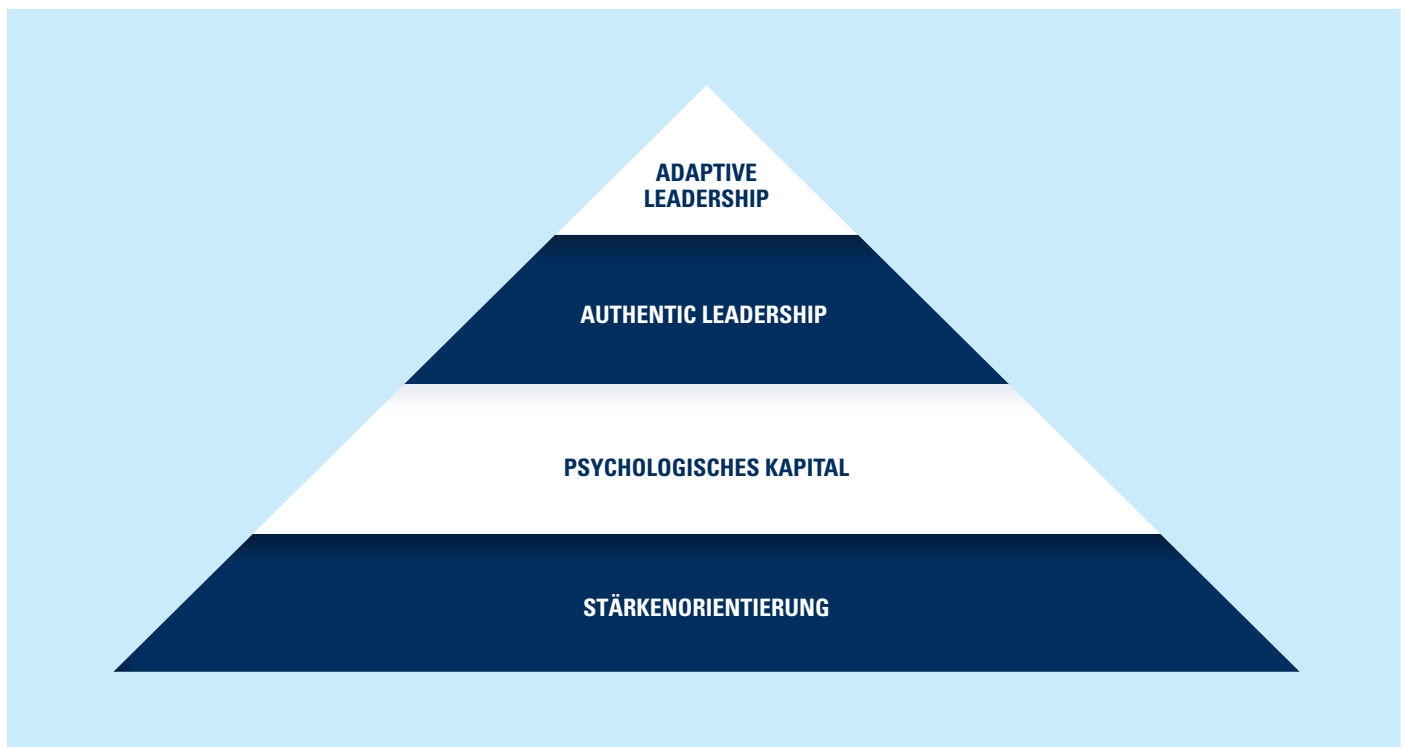 ADAPTIVE
LEADERSHIP
AUTHENTIC LEADERSHIP
PSYCHOLOGISCHES KAPITAL
STÄRKENORIENTIERUNG